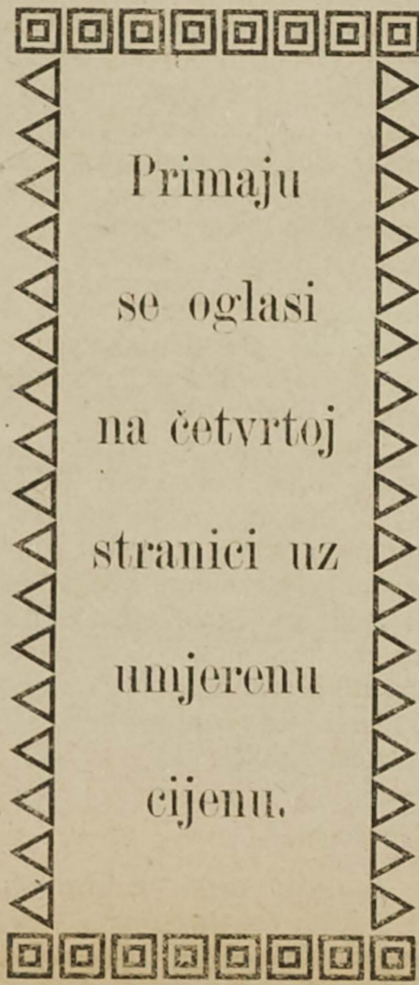 Primaju
se oglasi
na četvrtoj
stranici uz
umjerenu
cijenu.